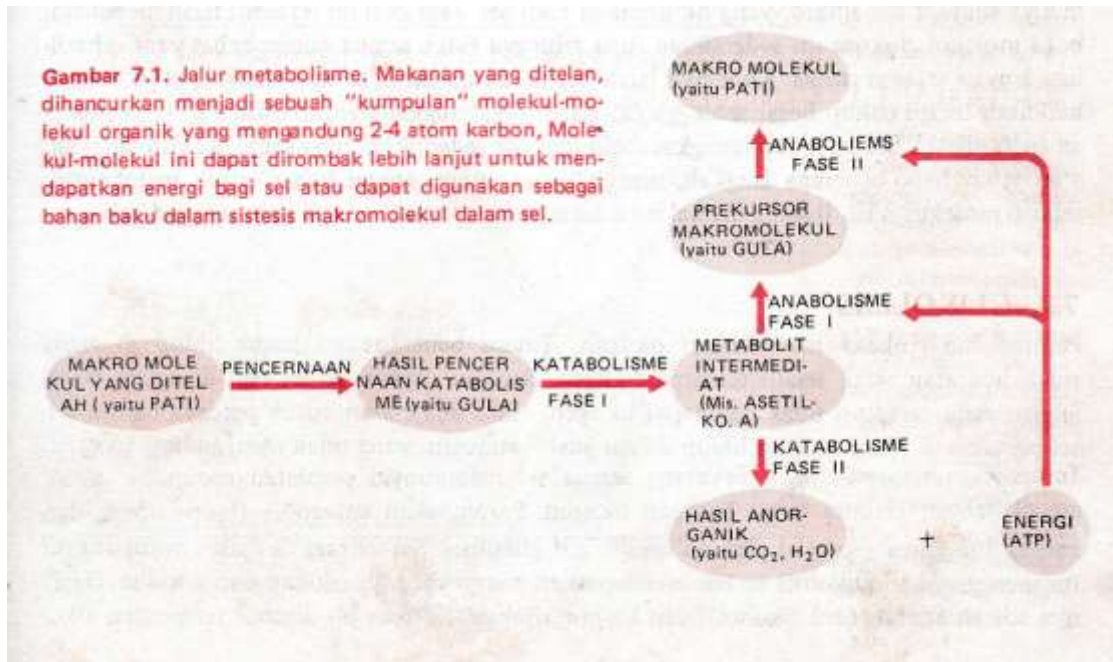 Gambar 7.1. Jalur metabolisme. Makanan yang ditelan,
dihancurkan menjadi sebuah "kumpulan" molekul-mo-
lekul organik yang mengandung 2-4 atom karbon, Mole-
kul-molekul ini dapat dirombak lebih lanjut untuk men-
dapatkan energi bagi sel atau dapat digunakan sebagai
bahan baku dalam sistesis makromolekul dalam sel.
MAKRO MOLEKUL
(yaitu PATI)
ANABOLIEMS
FASE II
PREKURSOR
MAKROMOLEKUL
(yaitu GULA)
ANABOLISME
FASE I
MAKRO MOLE
KUL YANG DITEL
AH ( yaitu PATI)
PENCERNAAN
HASIL PENCER
NAAN KATABOLIS
ME(yaitu GULA)
KATABOLISME
FASE I
METABOLIT
INTERMEDI-
AT
(Mis. ASETIL-
KO. A)
KATABOLISME
FASE II
HASIL ANOR-
GANIK
(yaitu CO₂, H₂O)
+
ENERGI
(ATP)